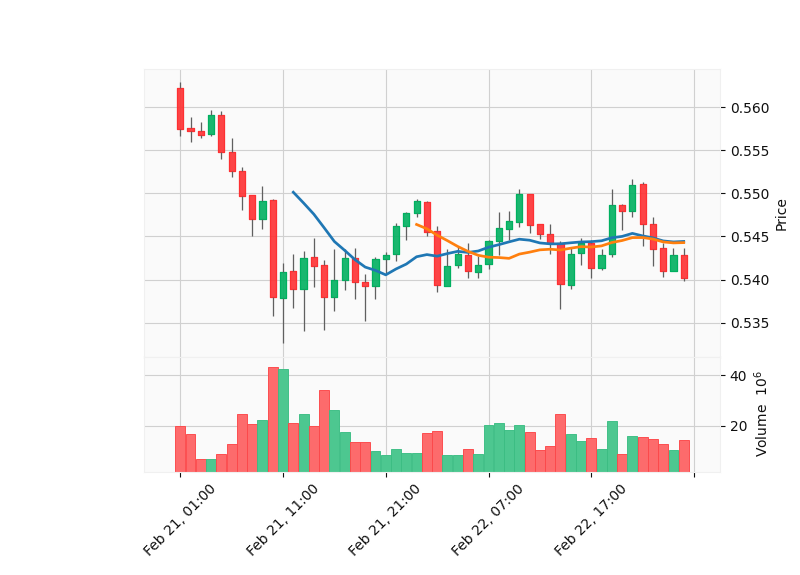 0.560
0.555
0.550
0.545
0.540
0.535
Price
40
20
Volume 10^6
Feb 21, 01:00
Feb 21, 11:00
Feb 21, 21:00
Feb 22, 07:00
Feb 22, 17:00